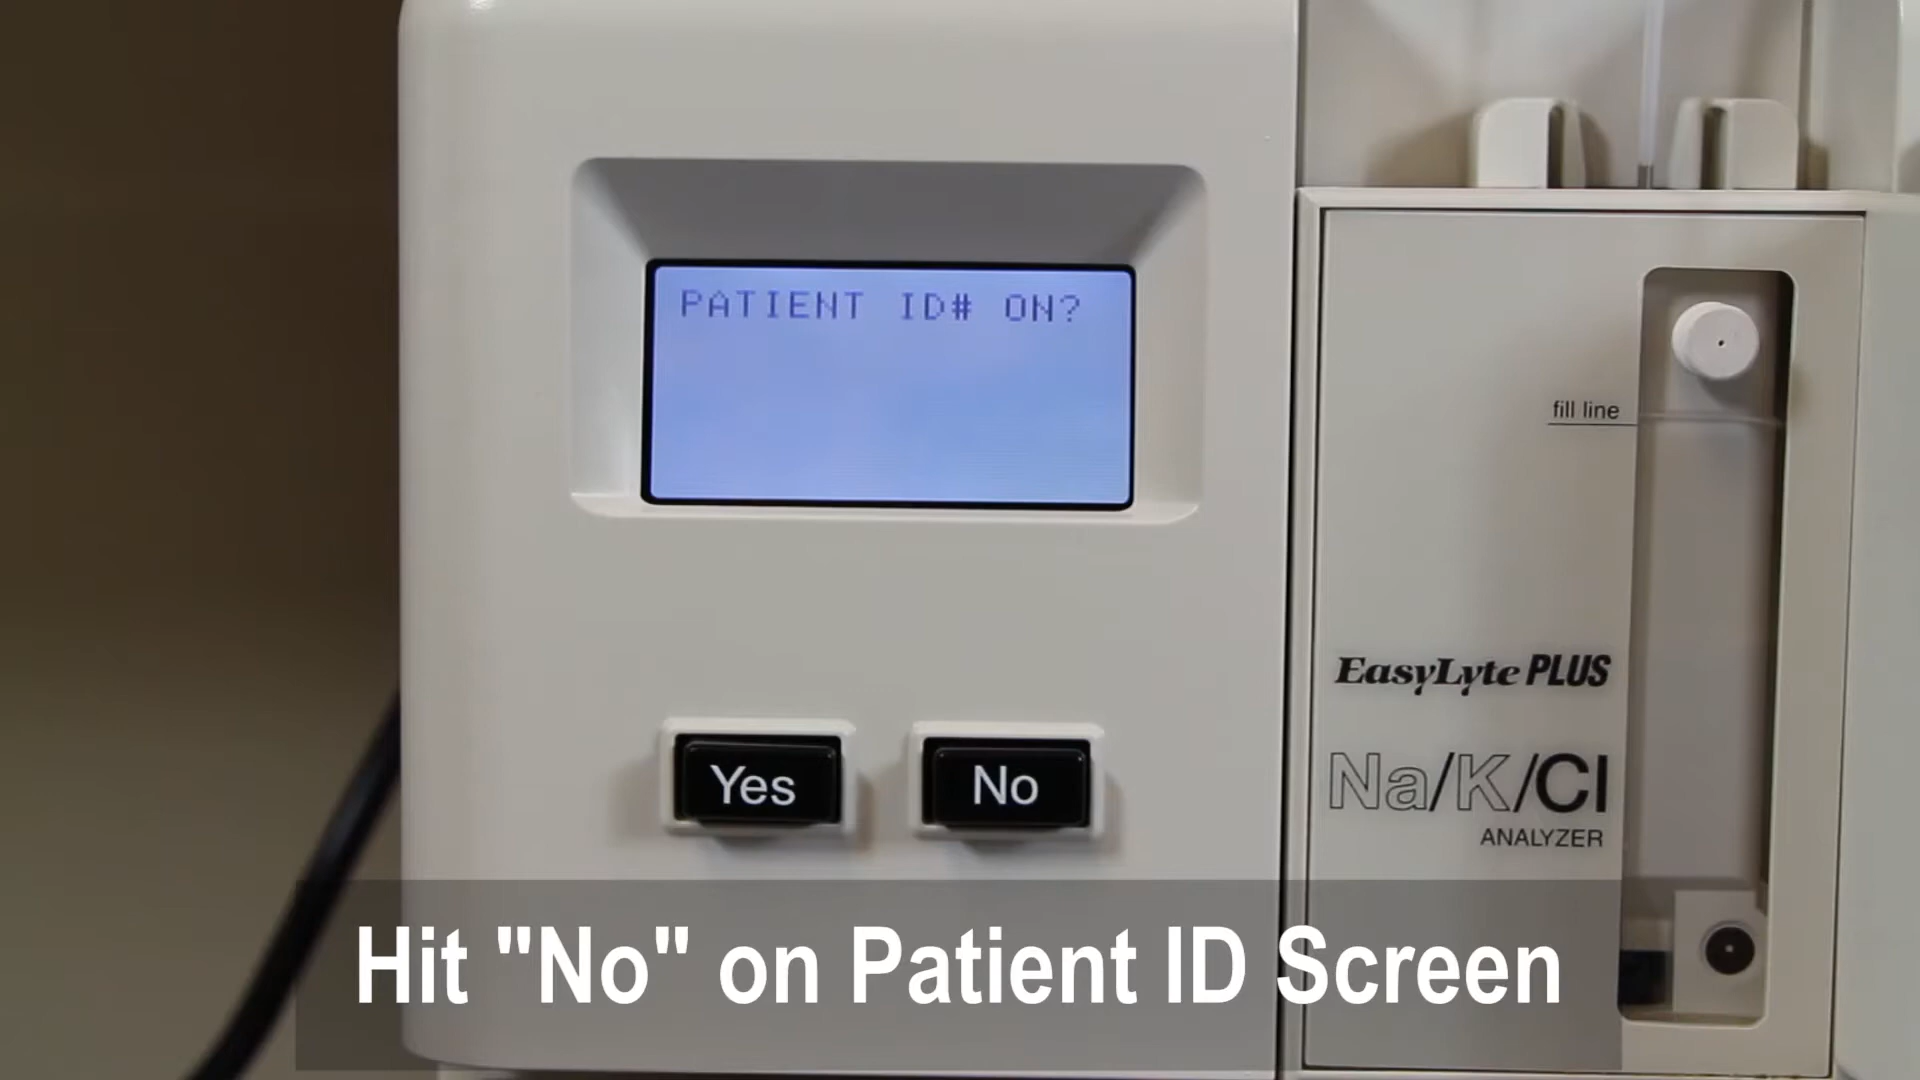 PATIENT ID# ON?
fill line
EasyLyte PLUS
Na/K/Cl
ANALYZER
Yes
No
Hit "No" on Patient ID Screen